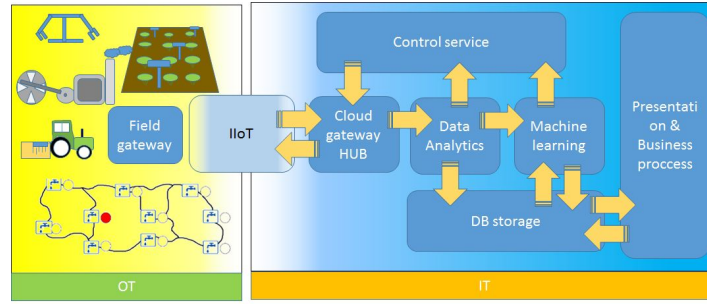 Control service
Field
gateway
IIoT
Cloud
gateway
HUB
Data
Analytics
Machine
learning
Presentati
on &
Business
proccess
DB storage
OT
IT